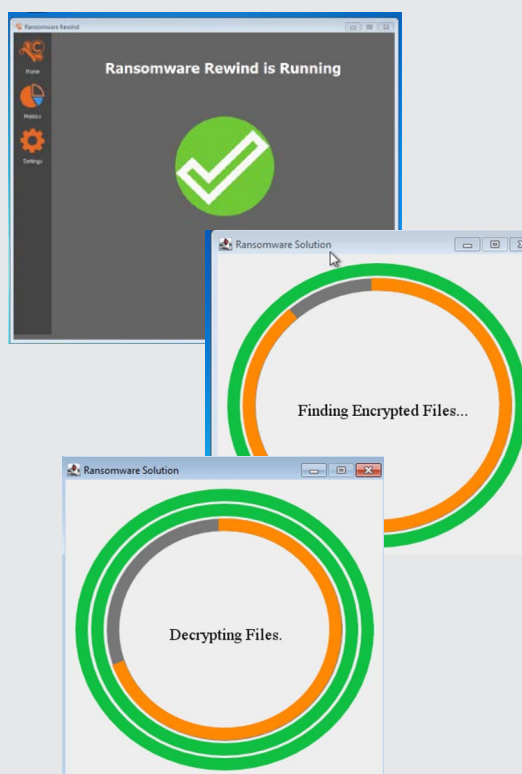 Ransomware Rewind
Ransomware Rewind is Running
Home
Metrics
Settings
Ransomware Solution
Finding Encrypted Files...
Ransomware Solution
Decrypting Files.